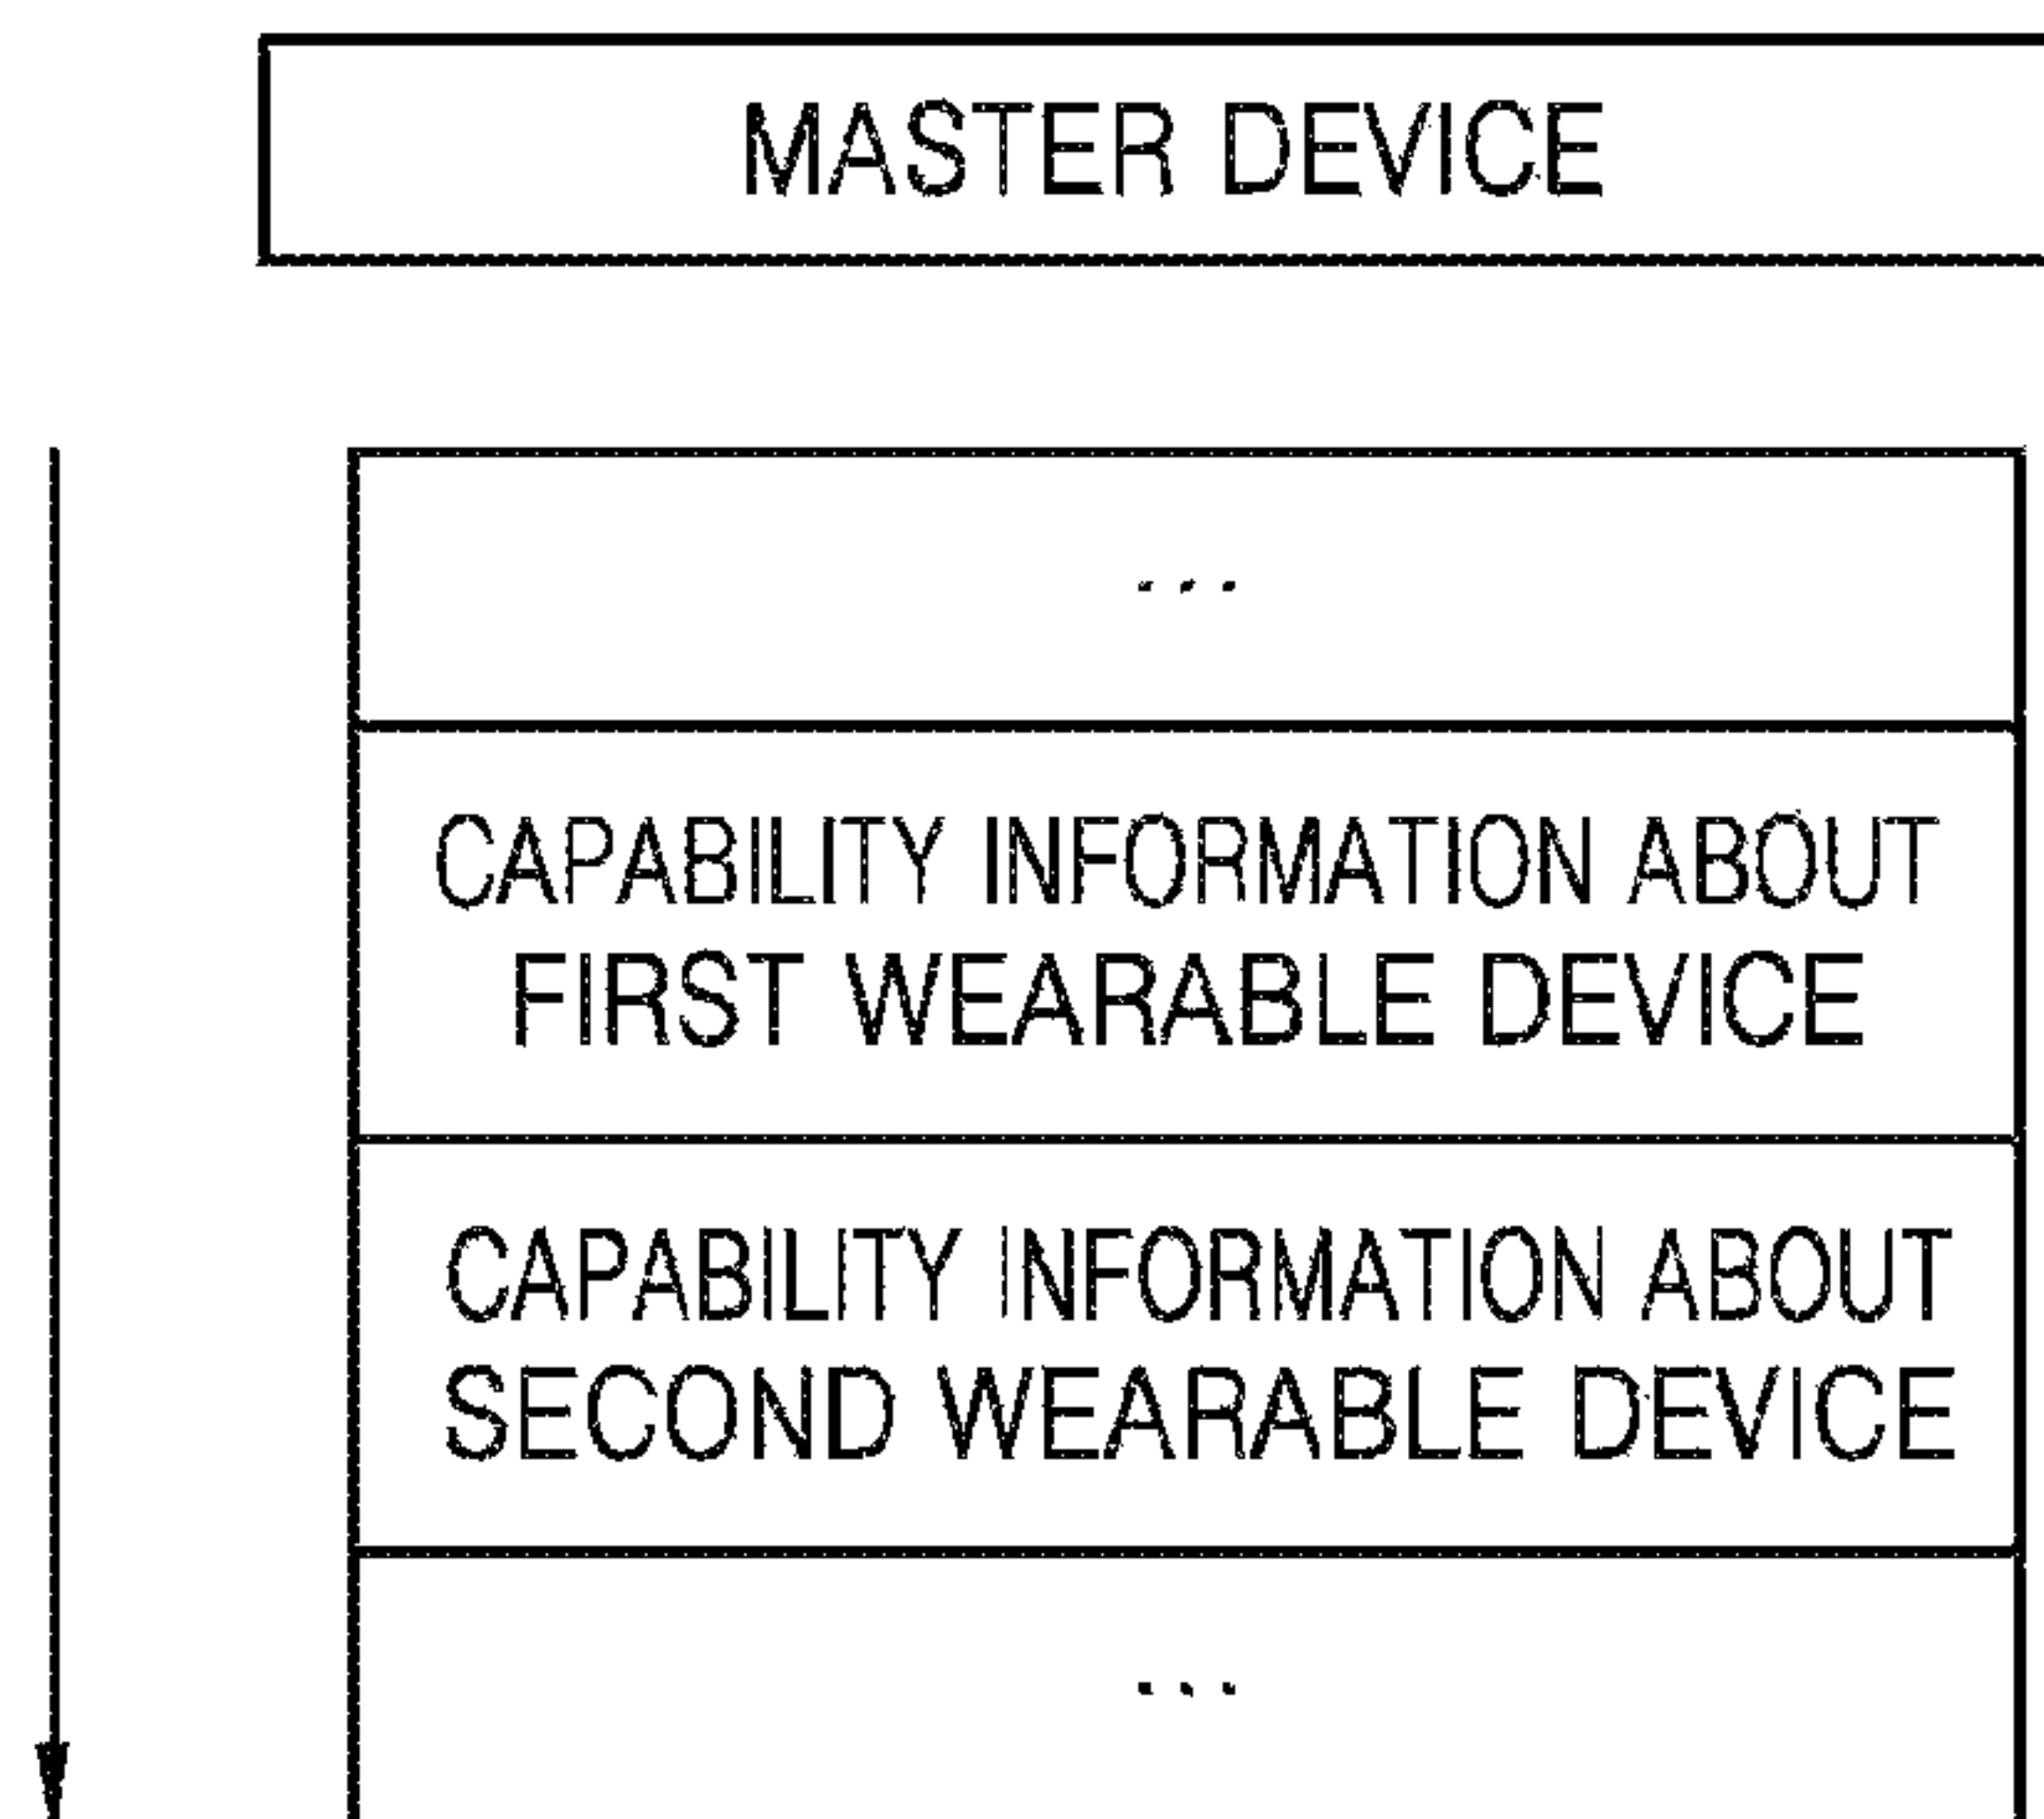 MASTER DEVICE
...
CAPABILITY INFORMATION ABOUT
FIRST WEARABLE DEVICE
CAPABILITY INFORMATION ABOUT
SECOND WEARABLE DEVICE
...